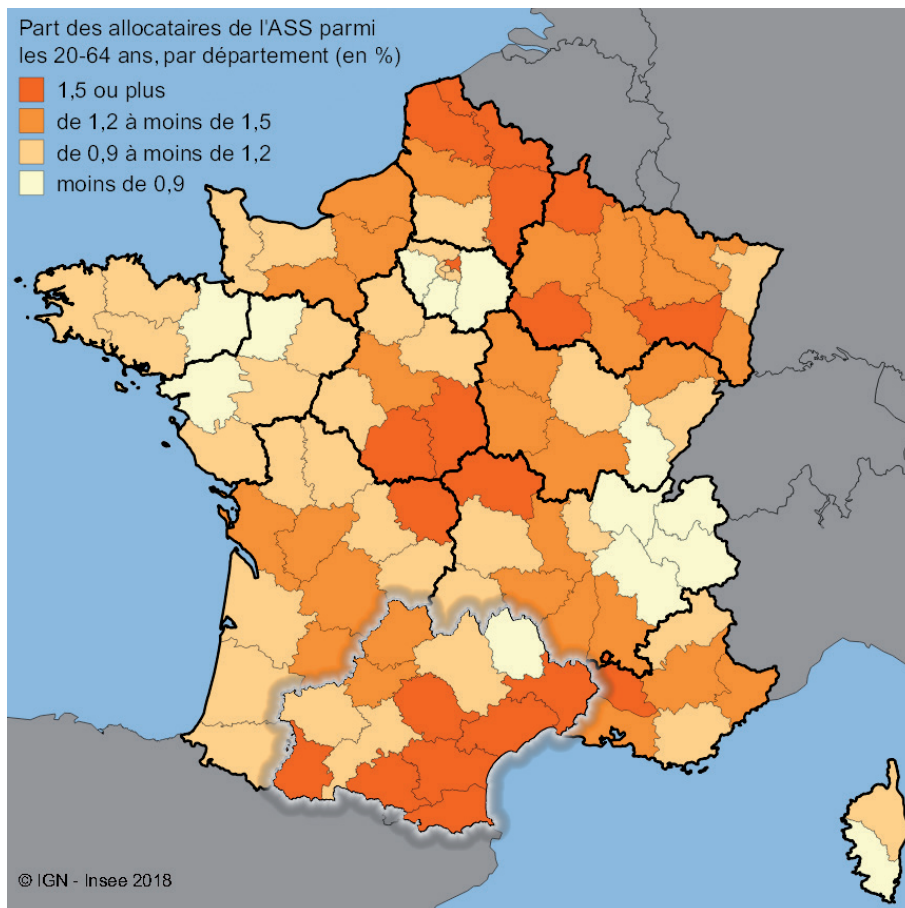 Part des allocataires de l'ASS parmi
les 20-64 ans, par département (en %)
1,5 ou plus
de 1,2 à moins de 1,5
de 0,9 à moins de 1,2
moins de 0,9
© IGN - Insee 2018